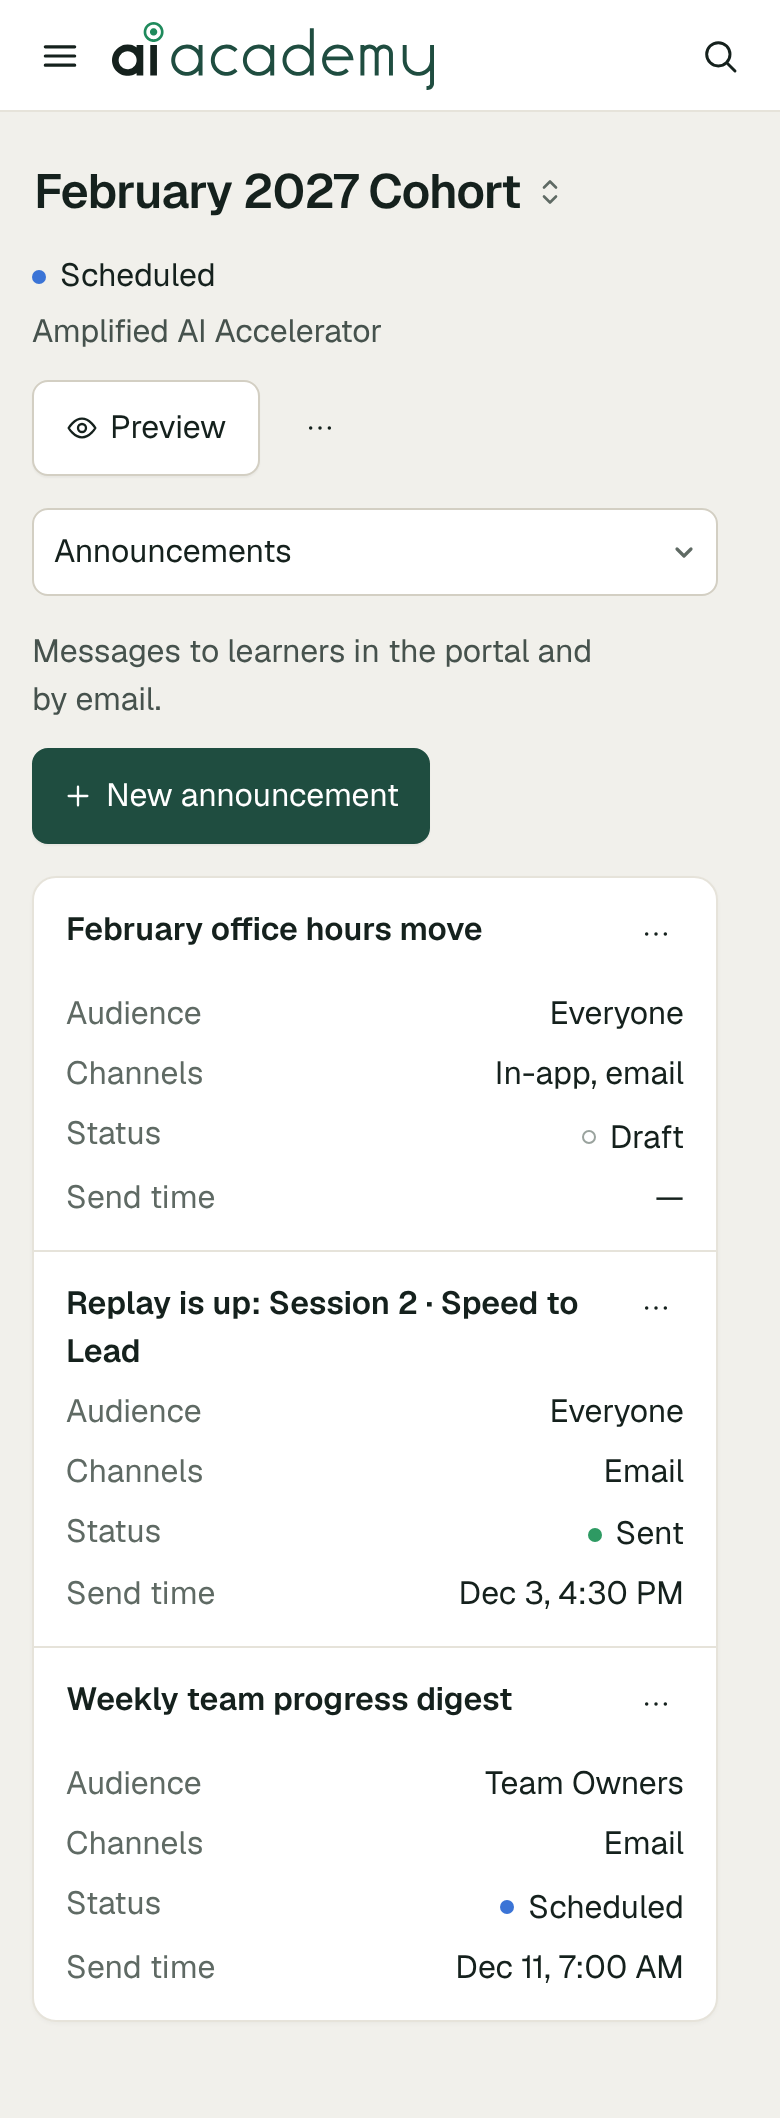 ai academy
February 2027 Cohort
Scheduled
Amplified AI Accelerator
Preview
Announcements
Messages to learners in the portal and
by email.
New announcement
February office hours move
Audience Everyone
Channels In-app, email
Status Draft
Send time —
Replay is up: Session 2 · Speed to
Lead
Audience Everyone
Channels Email
Status Sent
Send time Dec 3, 4:30 PM
Weekly team progress digest
Audience Team Owners
Channels Email
Status Scheduled
Send time Dec 11, 7:00 AM